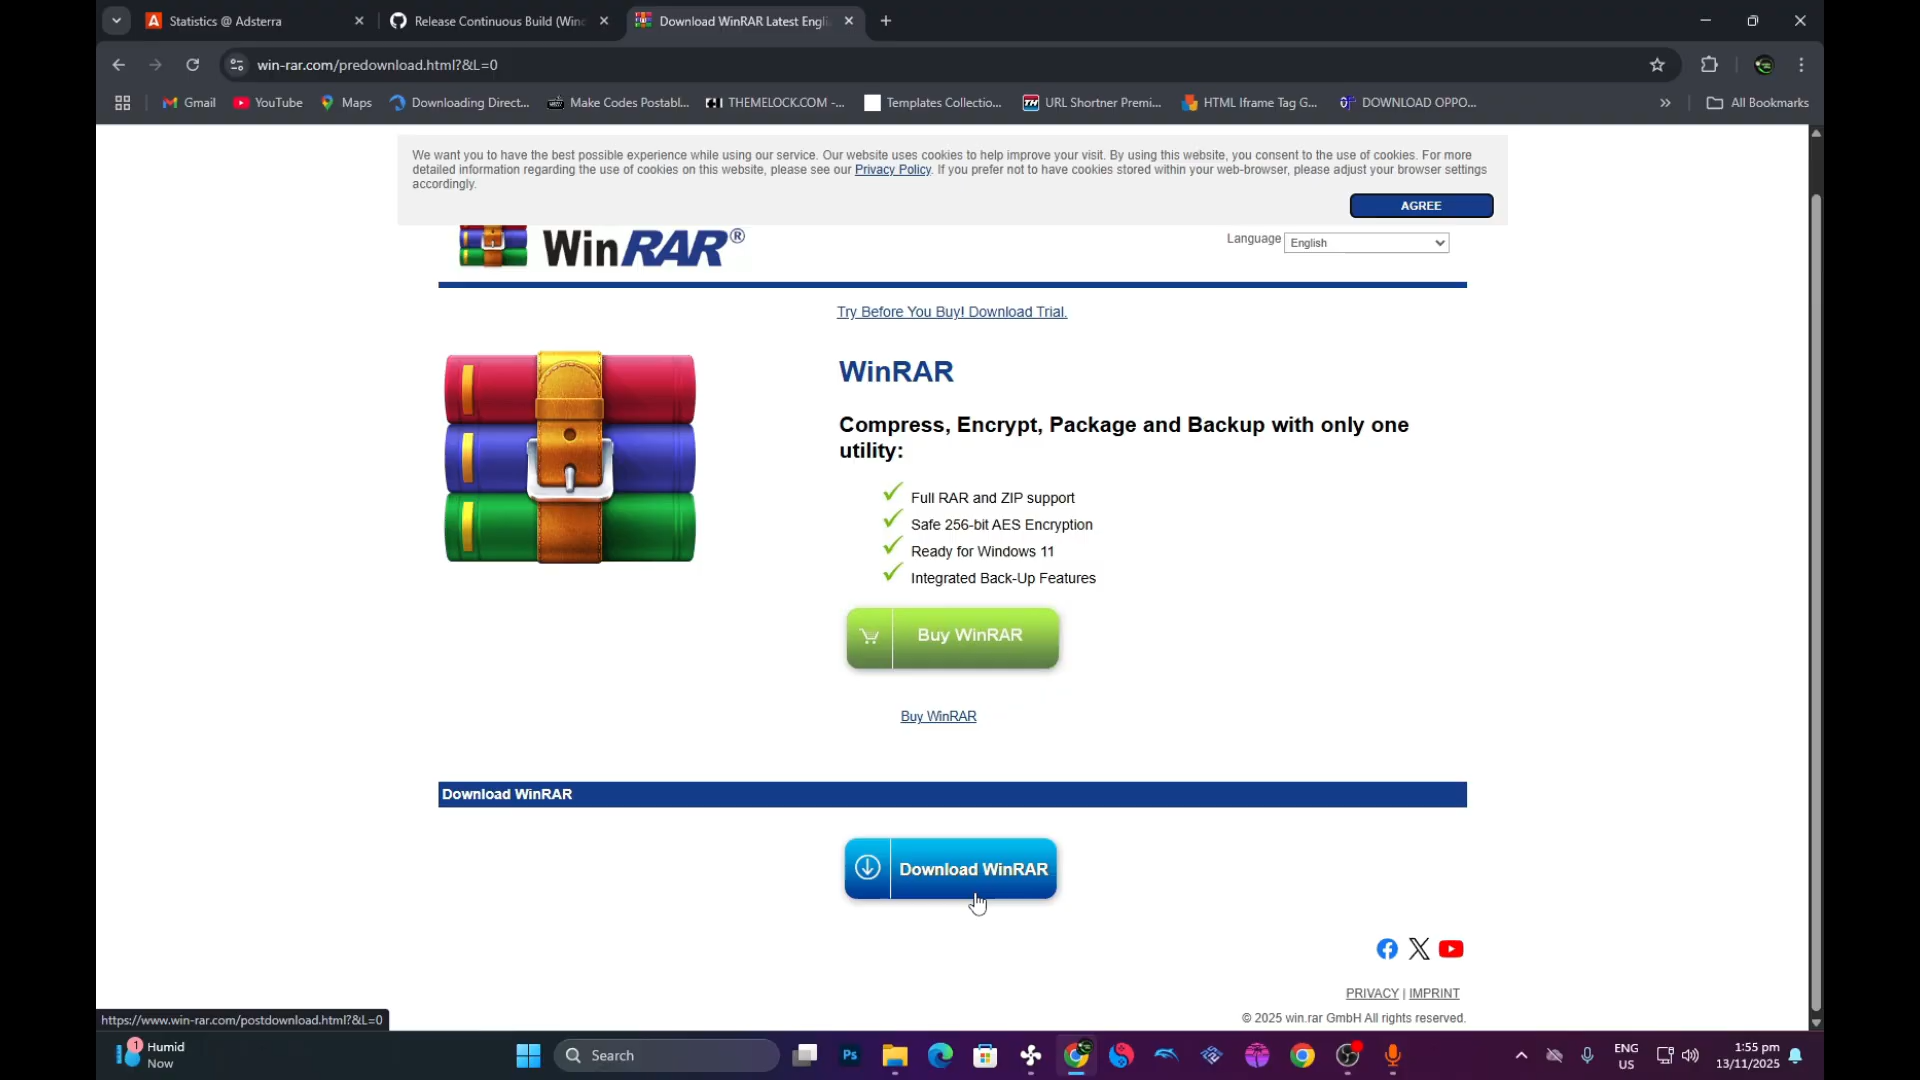 Statistics @ Adsterra
Release Continuous Build (Winc
Download WinRAR Latest Engli
win-rar.com/predownload.html?&L=0
Gmail
YouTube
Maps
Downloading Direct...
Make Codes Postabl...
THEMELOCK.COM -...
Templates Collectio...
URL Shortner Premi...
HTML Iframe Tag G...
DOWNLOAD OPPO...
All Bookmarks
We want you to have the best possible experience while using our service. Our website uses cookies to help improve your visit. By using this website, you consent to the use of cookies. For more
detailed information regarding the use of cookies on this website, please see our Privacy Policy. If you prefer not to have cookies stored within your web-browser, please adjust your browser settings
accordingly.
AGREE
WinRAR®
Language English
Try Before You Buy! Download Trial.
WinRAR
Compress, Encrypt, Package and Backup with only one
utility:
Full RAR and ZIP support
Safe 256-bit AES Encryption
Ready for Windows 11
Integrated Back-Up Features
Buy WinRAR
Buy WinRAR
Download WinRAR
Download WinRAR
PRIVACY | IMPRINT
© 2025 win.rar GmbH All rights reserved.
https://www.win-rar.com/postdownload.html?&L=0
1
Humid
Now
Search
Ps
ENG
US
1:55 pm
13/11/2025